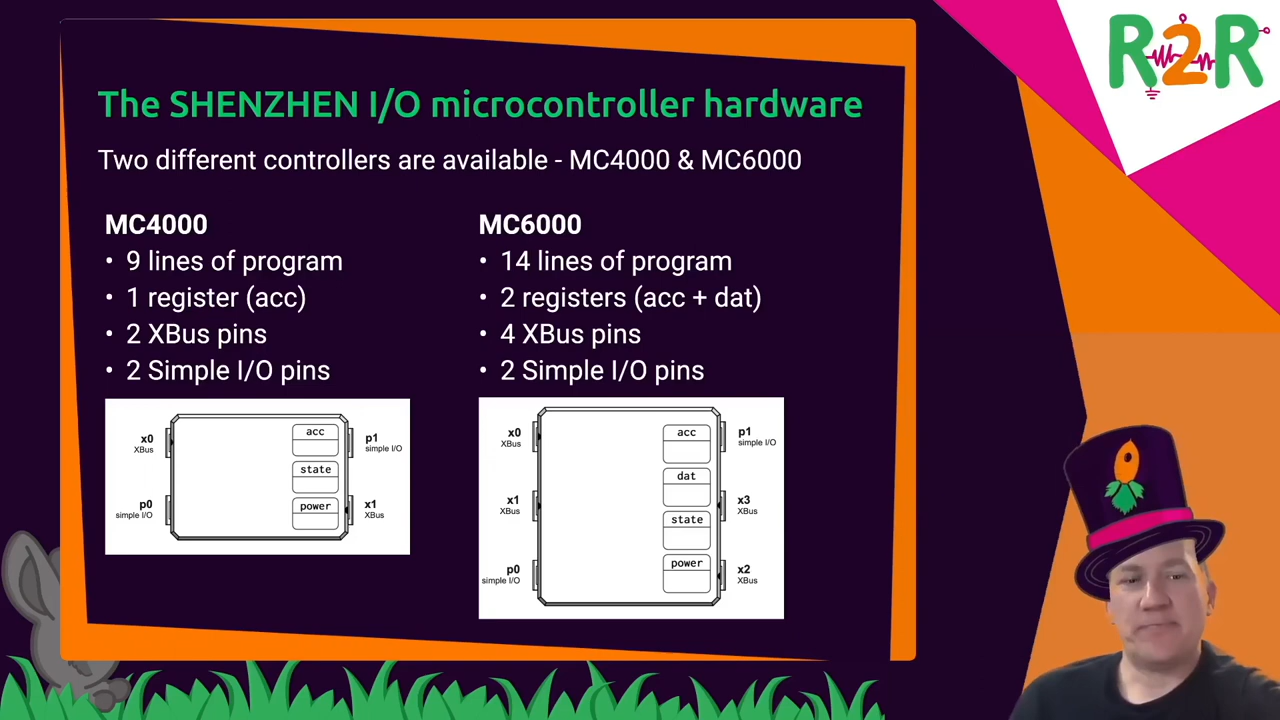 R2R
The SHENZHEN I/O microcontroller hardware
Two different controllers are available - MC4000 & MC6000
MC4000
• 9 lines of program
• 1 register (acc)
• 2 XBus pins
• 2 Simple I/O pins
MC6000
• 14 lines of program
• 2 registers (acc + dat)
• 4 XBus pins
• 2 Simple I/O pins
x0
XBus
p0
simple I/O
acc
state
power
p1
simple I/O
x1
XBus
x0
XBus
x1
XBus
p0
simple I/O
acc
dat
state
power
p1
simple I/O
x3
XBus
x2
XBus